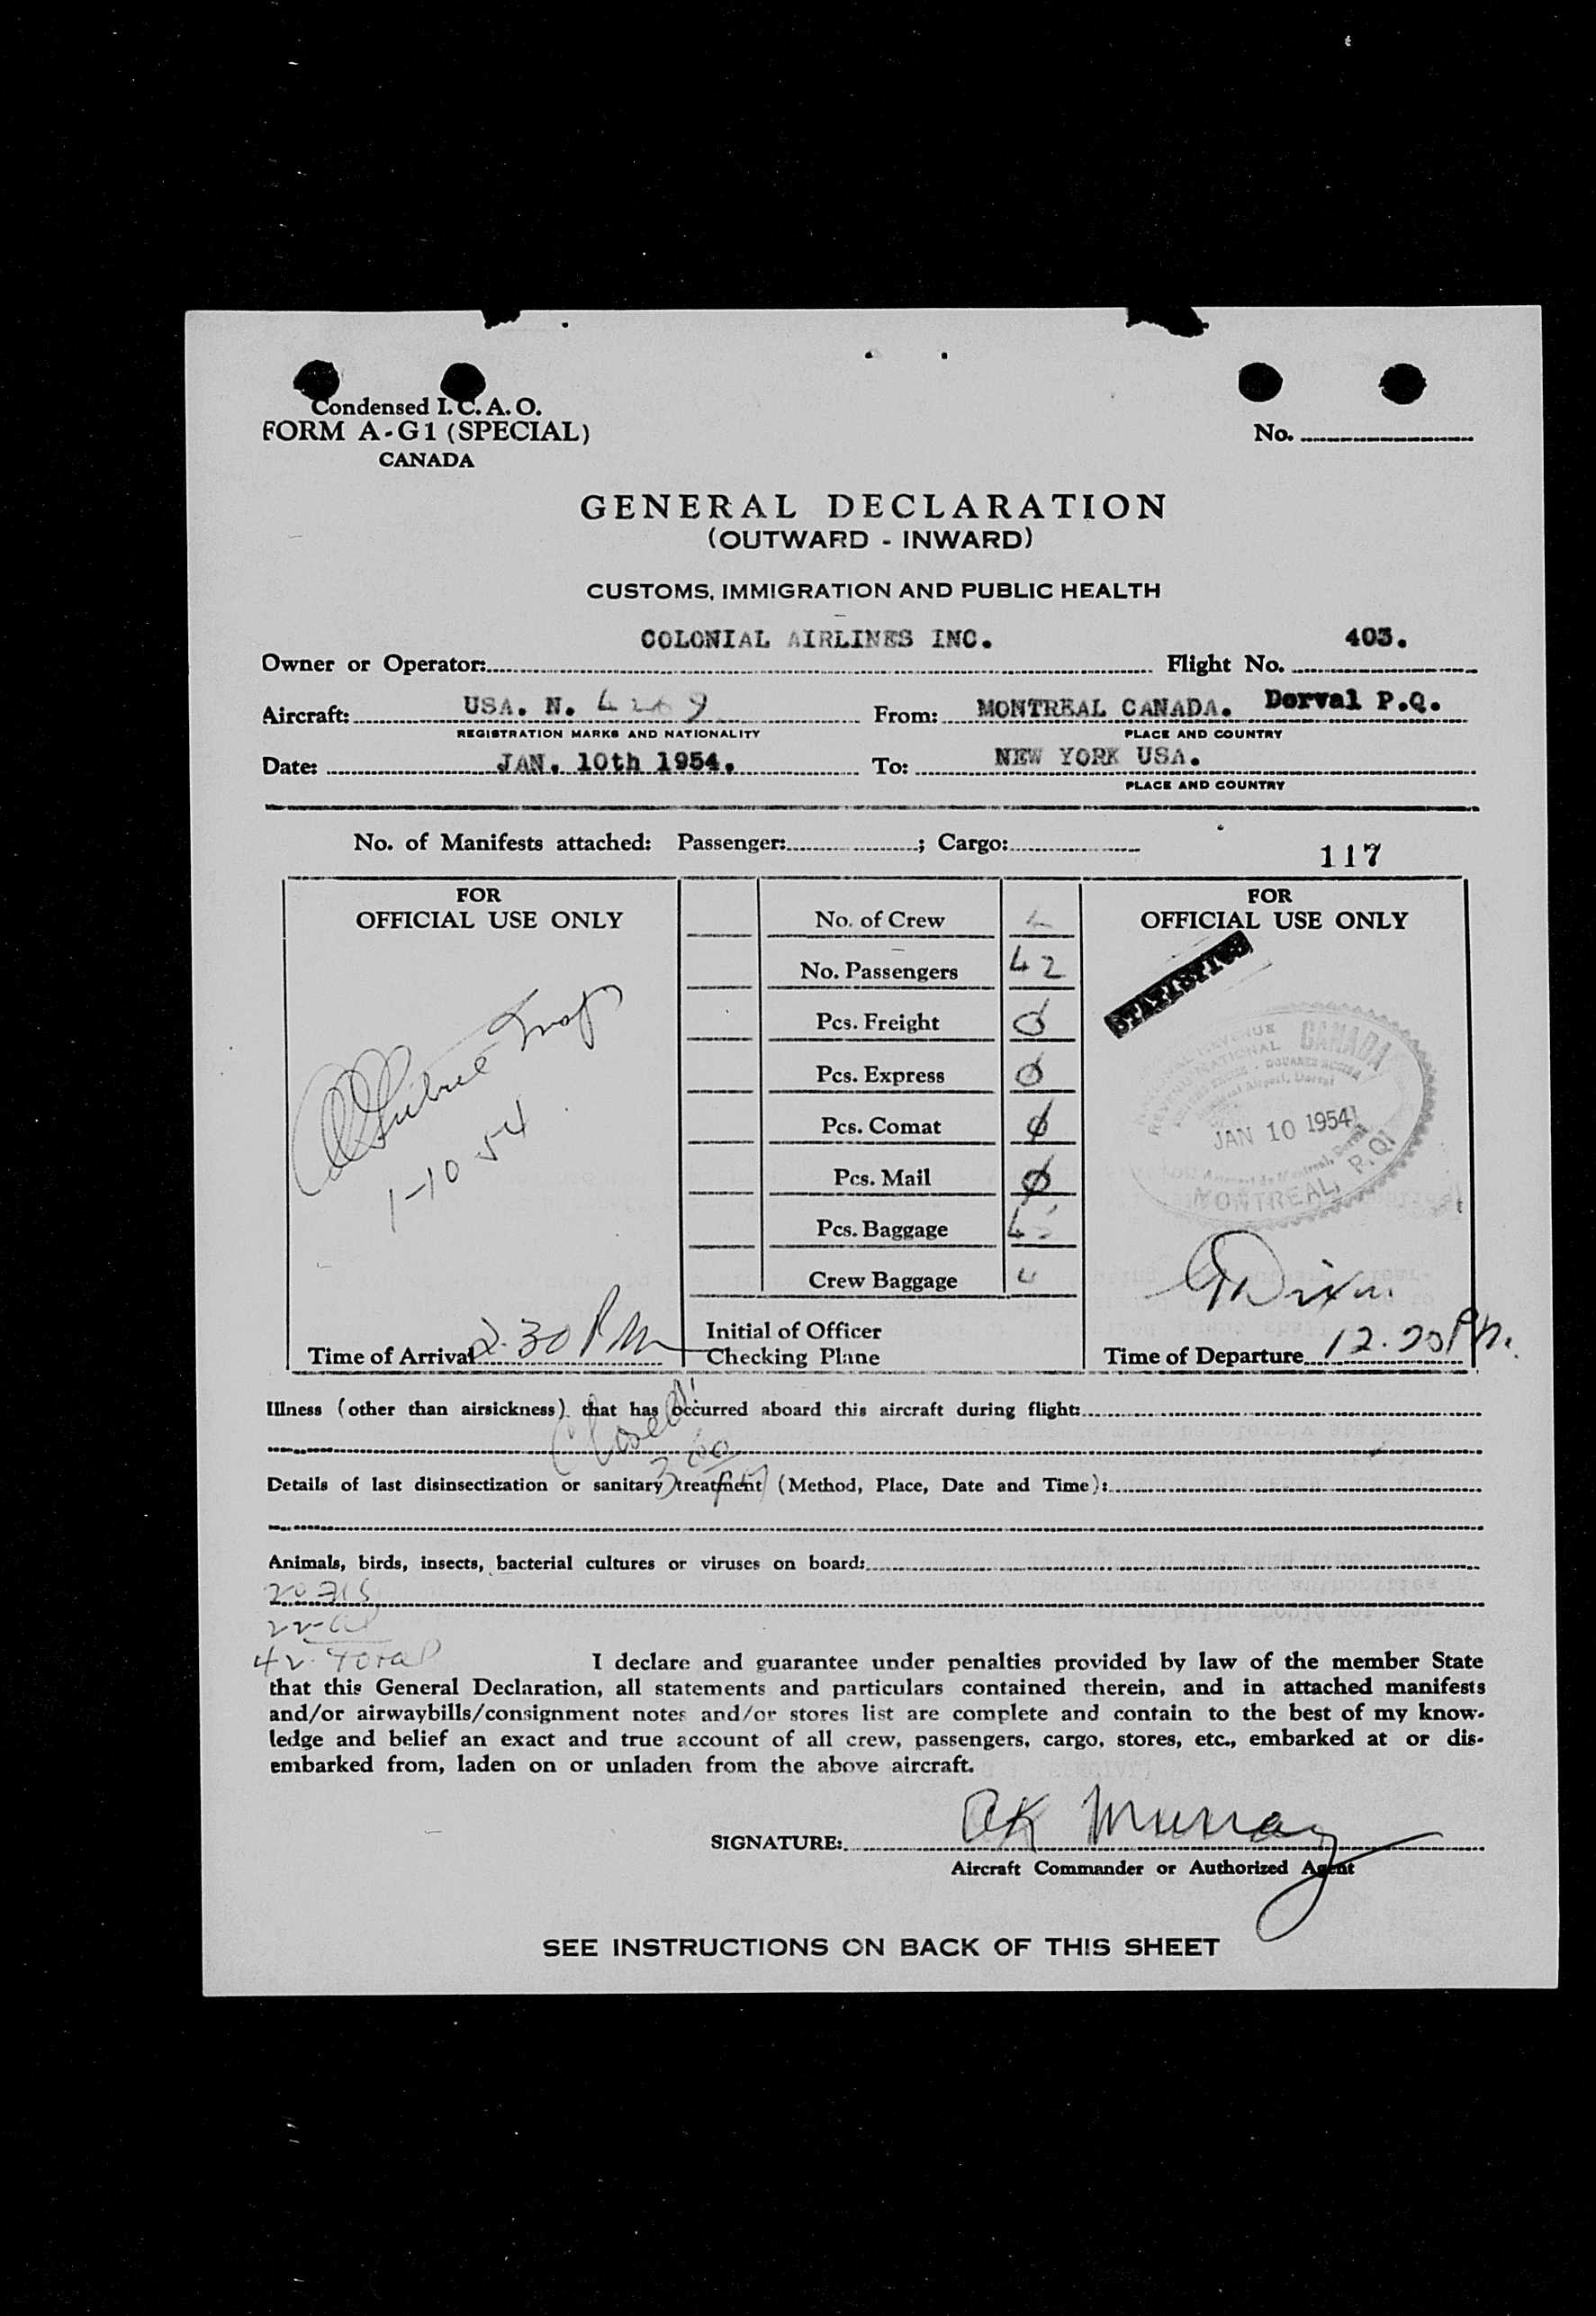 Condensed I. C. A. O.
FORM A-G1 (SPECIAL)
CANADA
No.
GENERAL DECLARATION
(OUTWARD - INWARD)
CUSTOMS, IMMIGRATION AND PUBLIC HEALTH
Owner or Operator: COLONIAL AIRLINES INC. Flight No. 403.
Aircraft: USA. N. From: MONTREAL CANADA. Dorval P.Q.
REGISTRATION MARKS AND NATIONALITY PLACE AND COUNTRY
Date: JAN. 10th 1954. To: NEW YORK USA.
PLACE AND COUNTRY
No. of Manifests attached: Passenger: ; Cargo:
117
FOR
OFFICIAL USE ONLY
1-10 54
Time of Arrival 2.30 PM
No. of Crew
No. Passengers 42
Pcs. Freight 0
Pcs. Express 0
Pcs. Comat 0
Pcs. Mail 0
Pcs. Baggage
Crew Baggage 4
Initial of Officer
Checking Plane
FOR
OFFICIAL USE ONLY
STATISTICS
CANADA
JAN 10 1954
MONTREAL, P.Q.
Dixon
Time of Departure 12.20 Pm.
Illness (other than airsickness) that has occurred aboard this aircraft during flight:
Closed
Details of last disinsectization or sanitary treatment (Method, Place, Date and Time):
Animals, birds, insects, bacterial cultures or viruses on board:
42 Total
I declare and guarantee under penalties provided by law of the member State
that this General Declaration, all statements and particulars contained therein, and in attached manifests
and/or airwaybills/consignment notes and/or stores list are complete and contain to the best of my know-
ledge and belief an exact and true account of all crew, passengers, cargo, stores, etc., embarked at or dis-
embarked from, laden on or unladen from the above aircraft.
SIGNATURE: AK Murray
Aircraft Commander or Authorized Agent
SEE INSTRUCTIONS ON BACK OF THIS SHEET